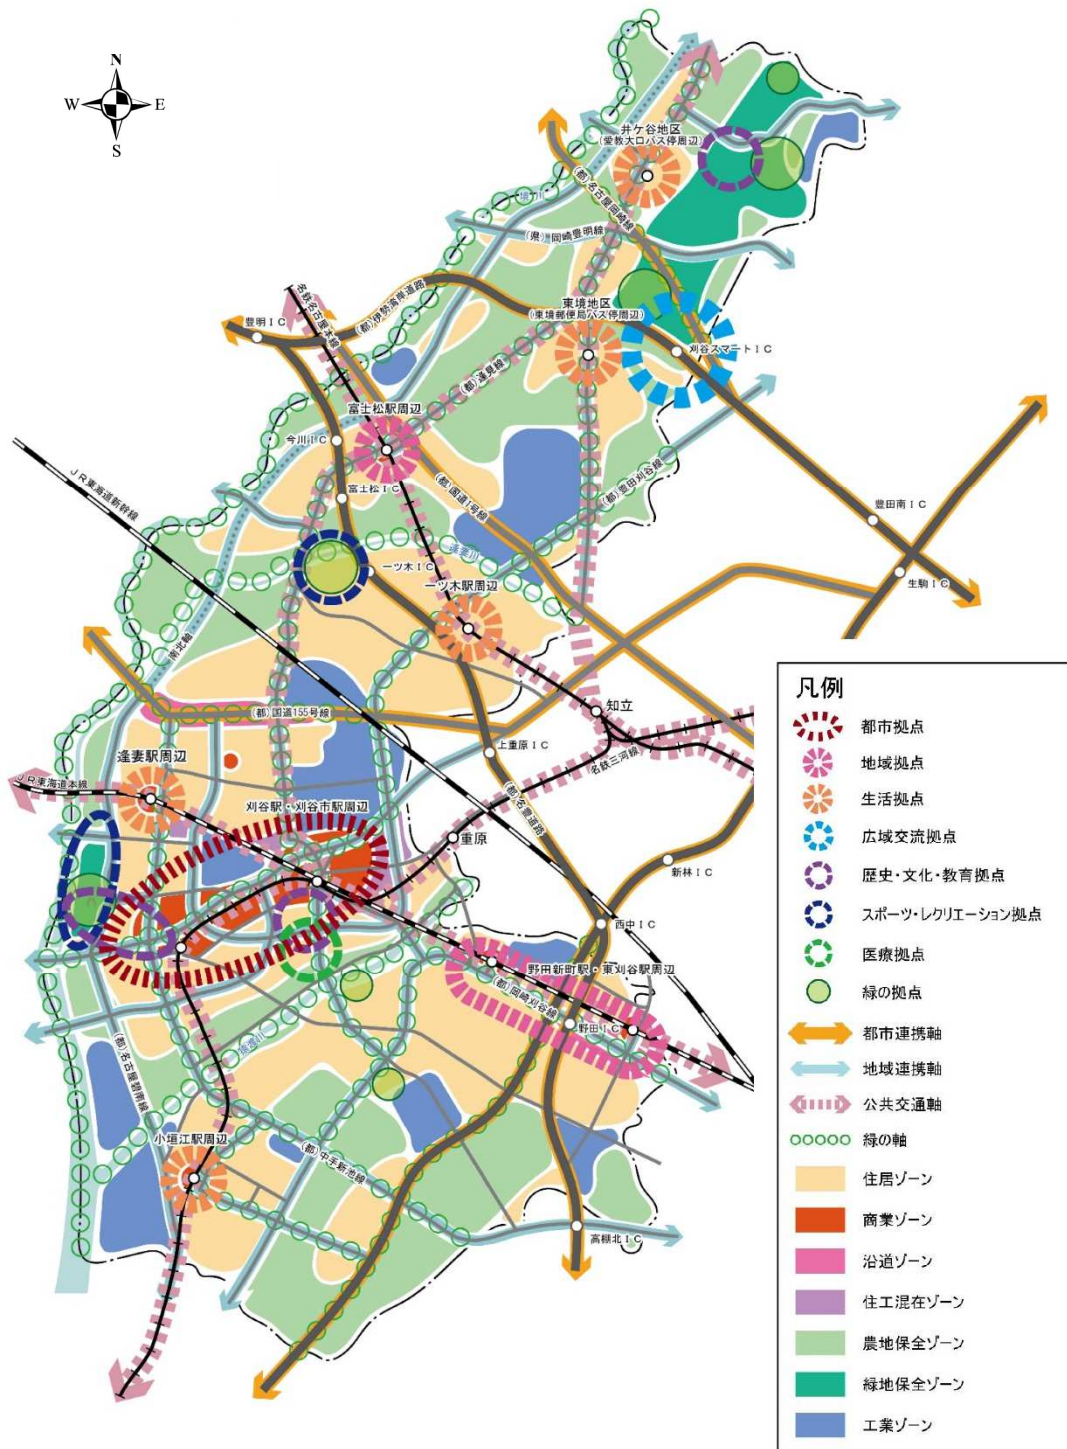 N
W
E
S
井ケ谷地区
(愛教大口バス停周辺)
(都)名古屋岡崎線
境川
(県)岡崎豊明線
名鉄名古屋本線
(都)伊勢湾岸道路
豊明IC
東境地区
(東境郵便局バス停周辺)
刈谷スマートIC
(都)逢見線
富士松駅周辺
今川IC
富士松IC
(都)国道1号線
(都)豊田刈谷線
JR東海道新幹線
豊田南IC
逢妻川
一ツ木IC
一ツ木駅周辺
生駒IC
南北軸
(都)国道155号線
知立
上重原IC
名鉄三河線
逢妻駅周辺
JR東海道本線
刈谷駅・刈谷市駅周辺
重原
(都)名豊道路
新林IC
西中IC
野田新町駅・東刈谷駅周辺
(都)岡崎刈谷線
野田IC
猿渡川
(都)名古屋碧南線
小垣江駅周辺
(都)中手新池線
高棚北IC
凡例
都市拠点
地域拠点
生活拠点
広域交流拠点
歴史・文化・教育拠点
スポーツ・レクリエーション拠点
医療拠点
緑の拠点
都市連携軸
地域連携軸
公共交通軸
緑の軸
住居ゾーン
商業ゾーン
沿道ゾーン
住工混在ゾーン
農地保全ゾーン
緑地保全ゾーン
工業ゾーン